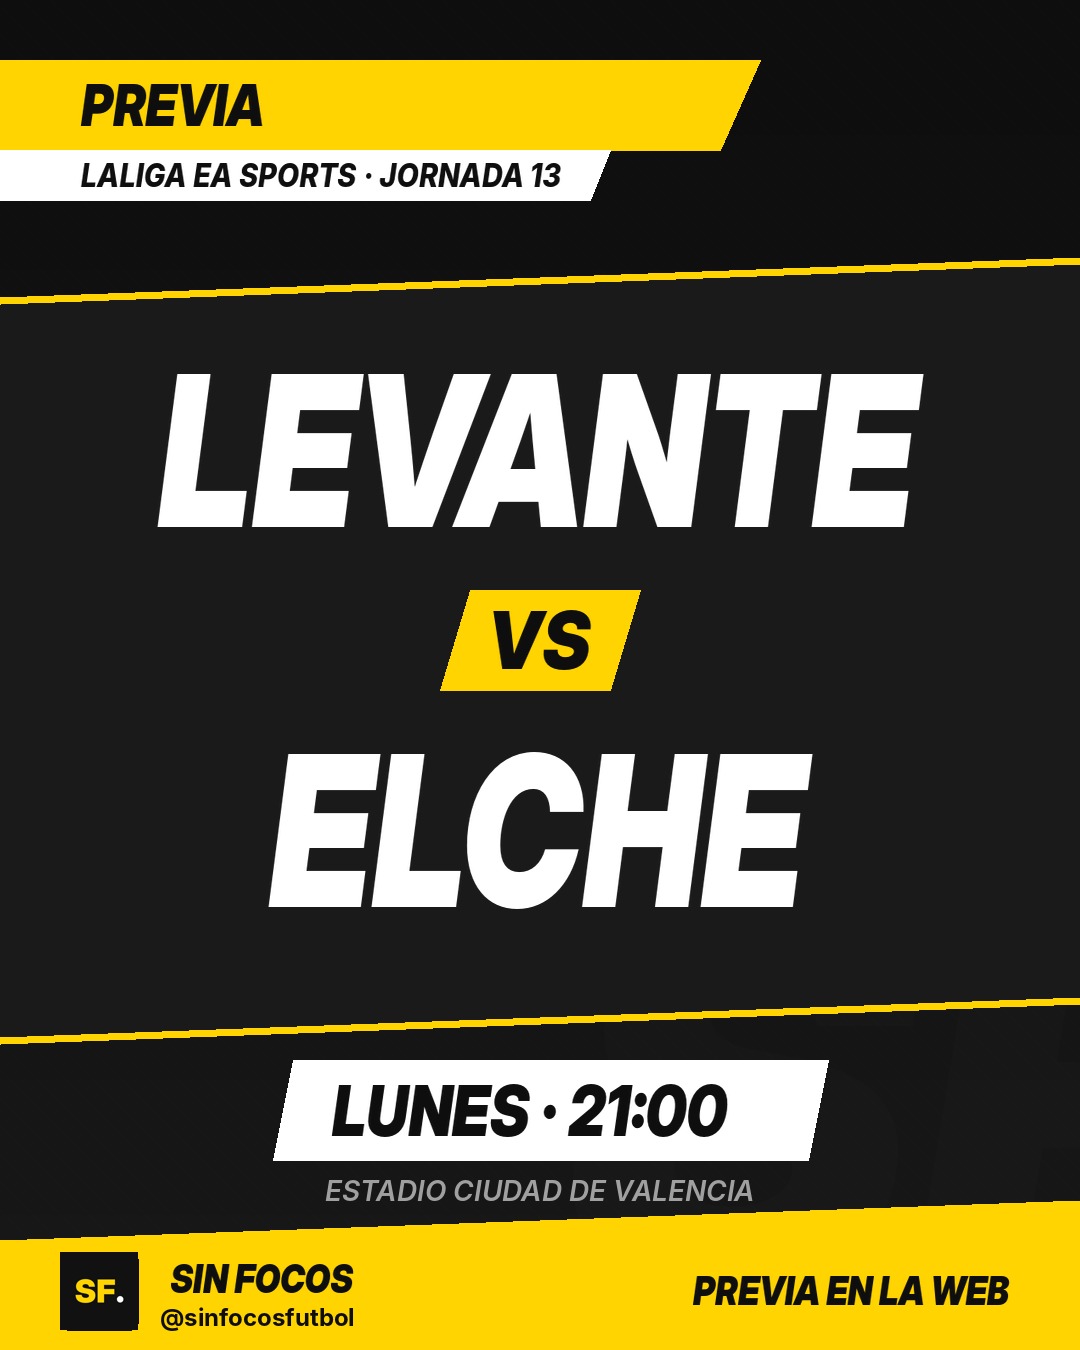 PREVIA
LALIGA EA SPORTS · JORNADA 13
LEVANTE
VS
ELCHE
LUNES · 21:00
ESTADIO CIUDAD DE VALENCIA
SF.
SIN FOCOS
@sinfocosfutbol
PREVIA EN LA WEB